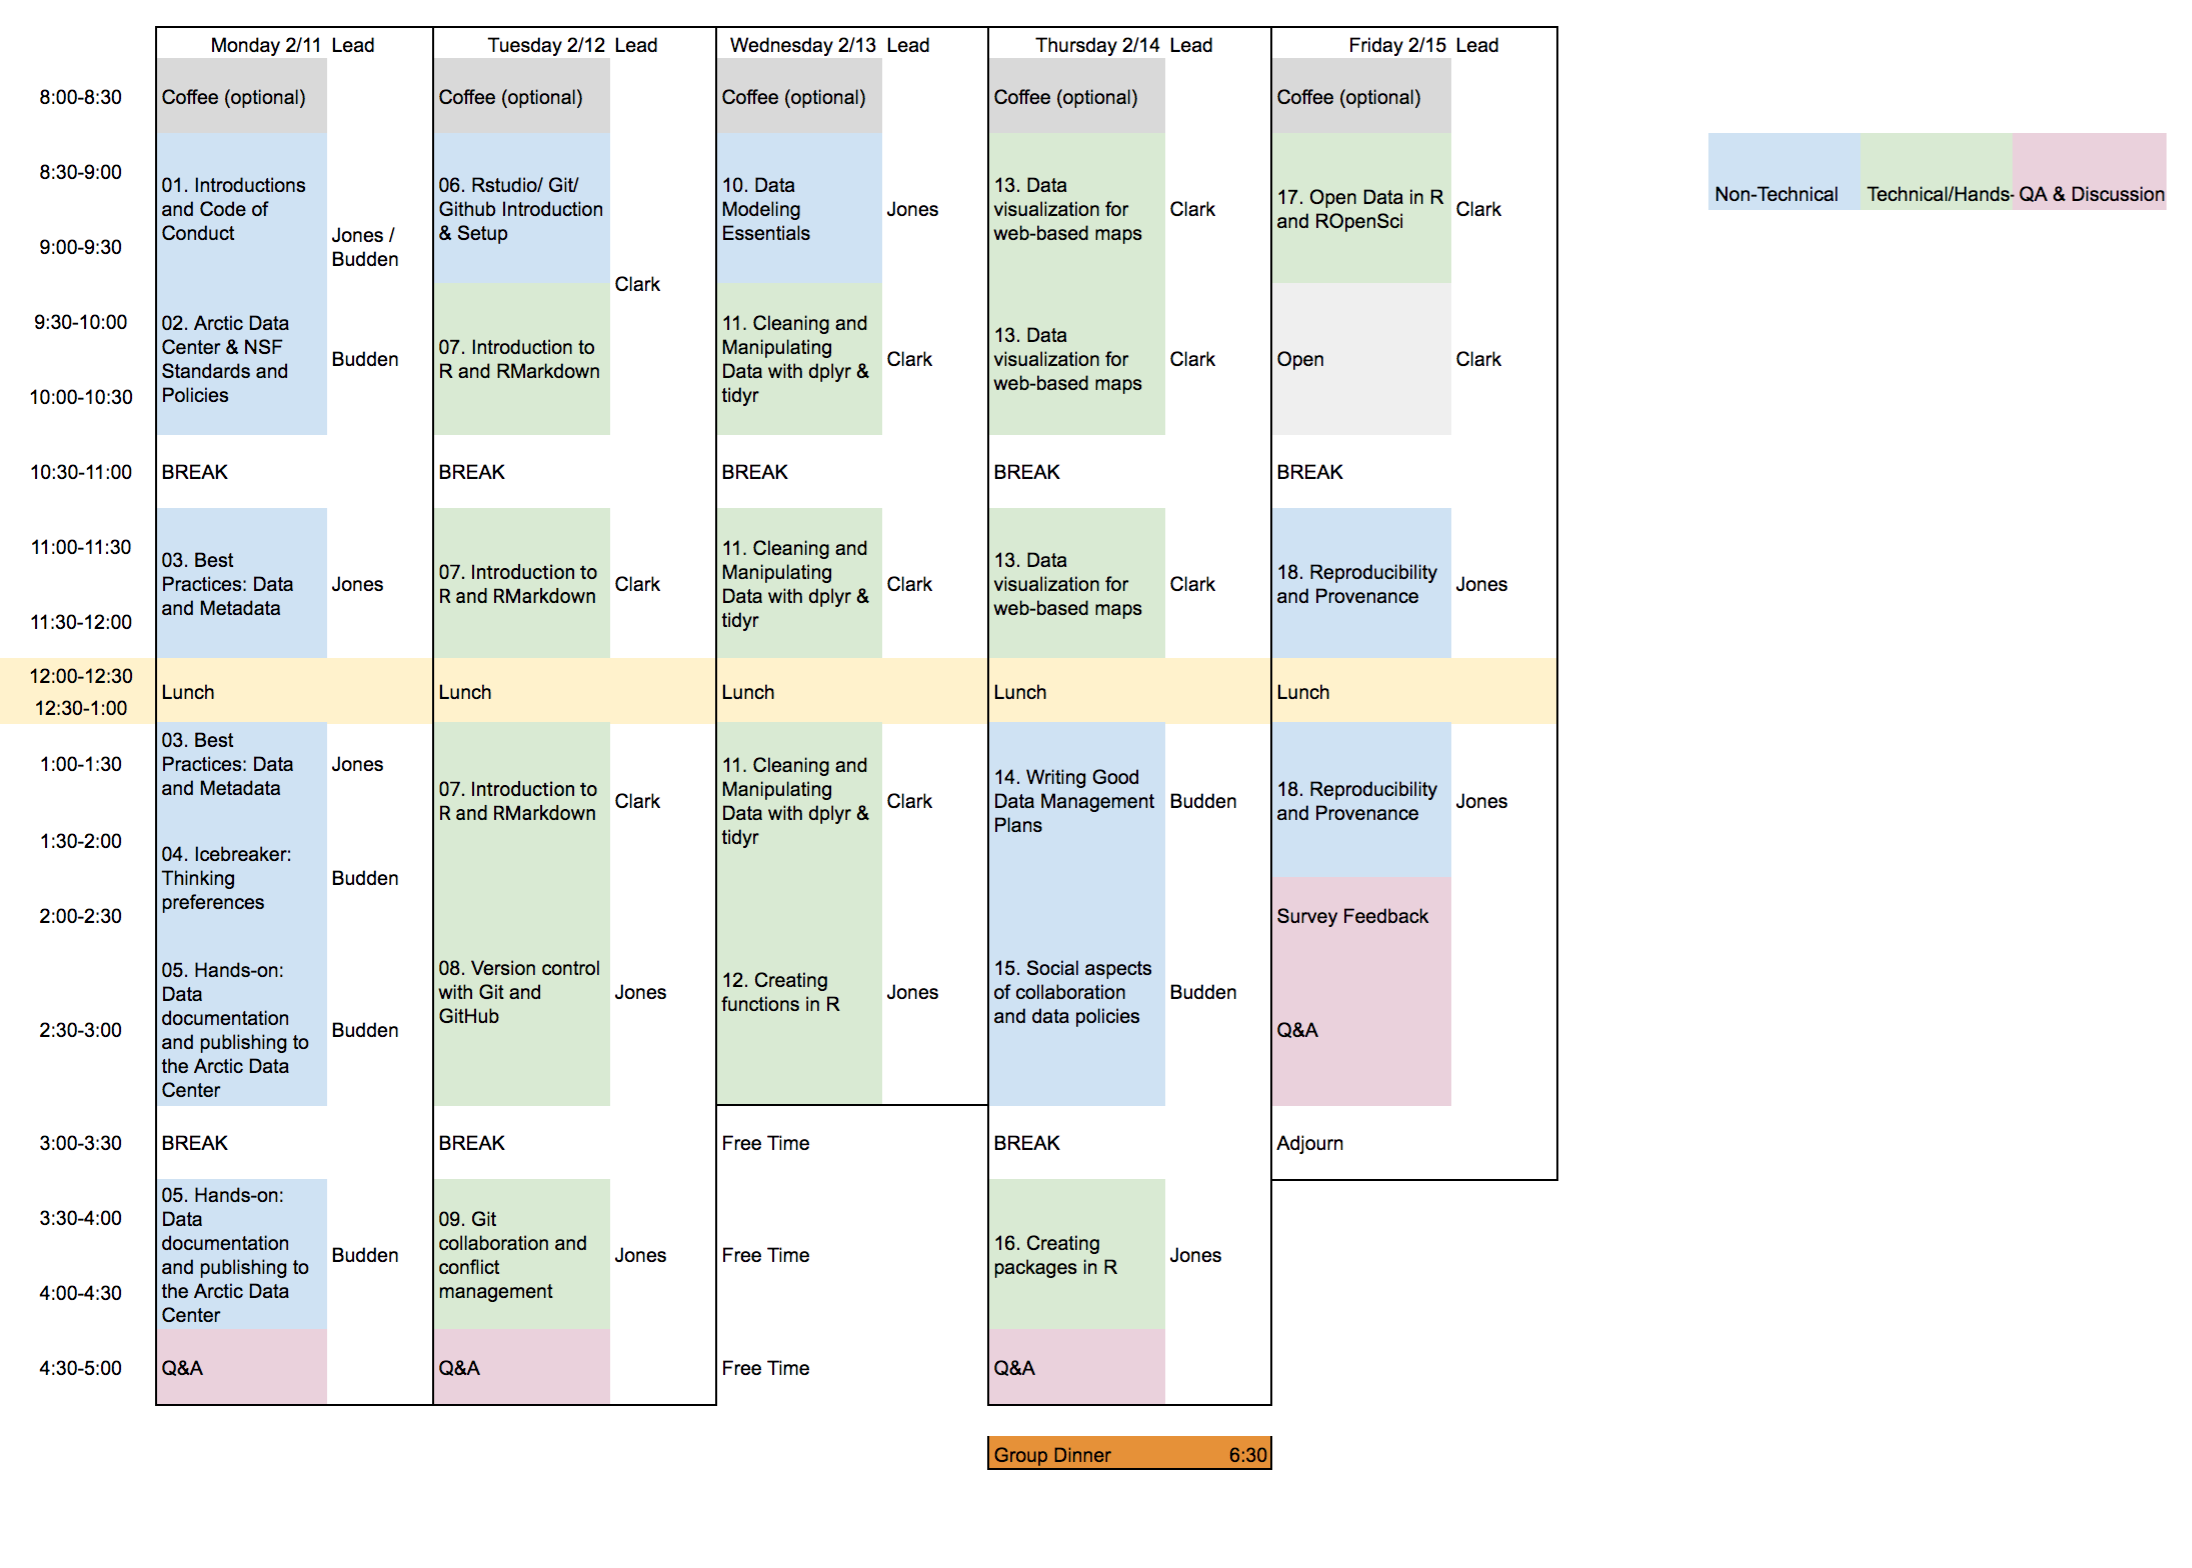 Monday 2/11 Lead Tuesday 2/12 Lead Wednesday 2/13 Lead Thursday 2/14 Lead Friday 2/15 Lead
8:00-8:30
Coffee (optional)
Coffee (optional)
Coffee (optional)
Coffee (optional)
Coffee (optional)
8:30-9:00
9:00-9:30
01. Introductions
and Code of
Conduct
Jones /
Budden
06. Rstudio/ Git/
Github Introduction
& Setup
Clark
10. Data
Modeling
Essentials
Jones
13. Data
visualization for
web-based maps
Clark
17. Open Data in R
and ROpenSci
Clark
Non-Technical
Technical/Hands-
QA & Discussion
9:30-10:00
10:00-10:30
02. Arctic Data
Center & NSF
Standards and
Policies
Budden
07. Introduction to
R and RMarkdown
11. Cleaning and
Manipulating
Data with dplyr &
tidyr
Clark
13. Data
visualization for
web-based maps
Clark
Open
Clark
10:30-11:00
BREAK
BREAK
BREAK
BREAK
BREAK
11:00-11:30
11:30-12:00
03. Best
Practices: Data
and Metadata
Jones
07. Introduction to
R and RMarkdown
Clark
11. Cleaning and
Manipulating
Data with dplyr &
tidyr
Clark
13. Data
visualization for
web-based maps
Clark
18. Reproducibility
and Provenance
Jones
12:00-12:30
12:30-1:00
Lunch
Lunch
Lunch
Lunch
Lunch
1:00-1:30
1:30-2:00
03. Best
Practices: Data
and Metadata
Jones
04. Icebreaker:
Thinking
preferences
Budden
07. Introduction to
R and RMarkdown
Clark
11. Cleaning and
Manipulating
Data with dplyr &
tidyr
Clark
14. Writing Good
Data Management
Plans
Budden
18. Reproducibility
and Provenance
Jones
2:00-2:30
2:30-3:00
05. Hands-on:
Data
documentation
and publishing to
the Arctic Data
Center
Budden
08. Version control
with Git and
GitHub
Jones
12. Creating
functions in R
Jones
15. Social aspects
of collaboration
and data policies
Budden
Survey Feedback
Q&A
3:00-3:30
BREAK
BREAK
Free Time
BREAK
Adjourn
3:30-4:00
4:00-4:30
05. Hands-on:
Data
documentation
and publishing to
the Arctic Data
Center
Budden
09. Git
collaboration and
conflict
management
Jones
Free Time
16. Creating
packages in R
Jones
4:30-5:00
Q&A
Q&A
Free Time
Q&A
Group Dinner 6:30